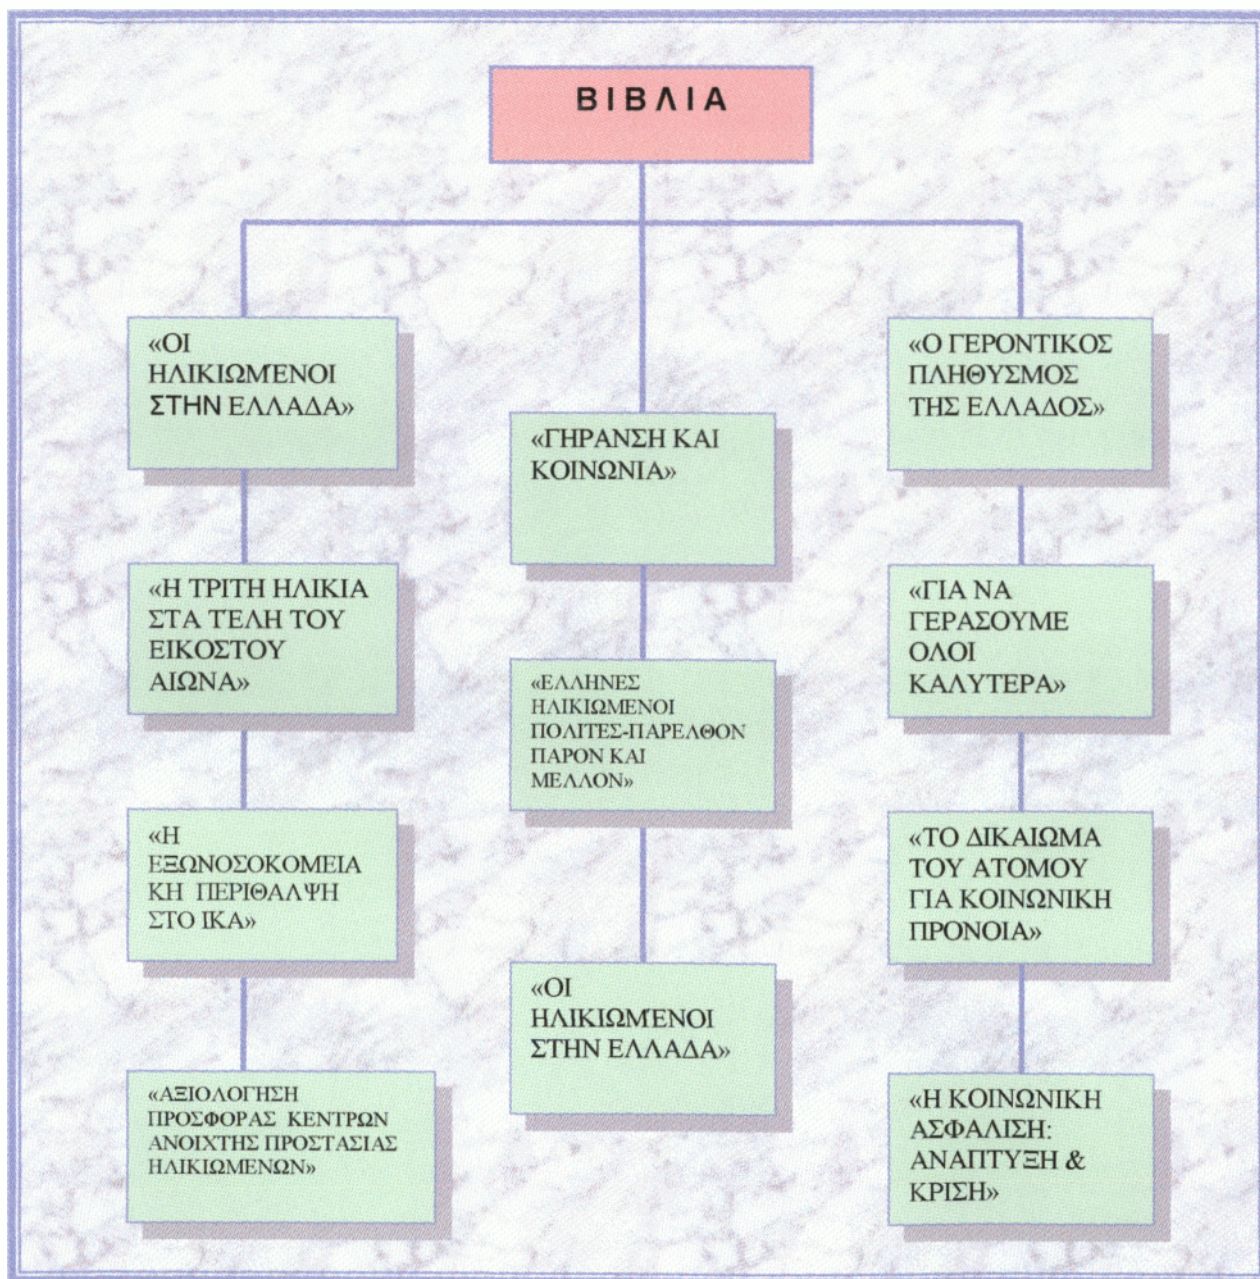 ΒΙΒΛΙΑ
«ΟΙ
ΗΛΙΚΙΩΜΈΝΟΙ
ΣΤΗΝ ΕΛΛΑΔΑ»
«Η ΤΡΙΤΗ ΗΛΙΚΙΑ
ΣΤΑ ΤΈΛΗ ΤΟΥ
ΕΙΚΟΣΤΟΥ
ΑΙΩΝΑ»
«Η
ΕΞΩΝΟΣΟΚΟΜΕΙΑ
ΚΗ ΠΕΡΙΘΑΛΨΗ
ΣΤΟ ΙΚΑ»
«ΑΞΙΟΛΟΓΗΣΗ
ΠΡΟΣΦΟΡΑΣ ΚΕΝΤΡΩΝ
ΑΝΟΙΧΤΗΣ ΠΡΟΣΤΑΣΙΑΣ
ΗΛΙΚΙΩΜΕΝΩΝ»
«ΓΗΡΑΝΣΗ ΚΑΙ
ΚΟΙΝΩΝΙΑ»
«ΕΛΛΗΝΕΣ
ΗΛΙΚΙΩΜΕΝΟΙ
ΠΟΛΙΤΕΣ-ΠΑΡΕΛΘΟΝ
ΠΑΡΟΝ ΚΑΙ
ΜΕΛΛΟΝ»
«ΟΙ
ΗΛΙΚΙΩΜΈΝΟΙ
ΣΤΗΝ ΕΛΛΑΔΑ»
«Ο ΓΕΡΟΝΤΙΚΟΣ
ΠΛΗΘΥΣΜΟΣ
ΤΗΣ ΕΛΛΑΔΟΣ»
«ΓΙΑ ΝΑ
ΓΕΡΑΣΟΥΜΕ
ΟΛΟΙ
ΚΑΛΥΤΕΡΑ»
«ΤΟ ΔΙΚΑΙΩΜΑ
ΤΟΥ ΑΤΟΜΟΥ
ΓΙΑ ΚΟΙΝΩΝΙΚΗ
ΠΡΟΝΟΙΑ»
«Η ΚΟΙΝΩΝΙΚΗ
ΑΣΦΑΛΙΣΗ:
ΑΝΑΠΤΥΞΗ &
ΚΡΙΣΗ»